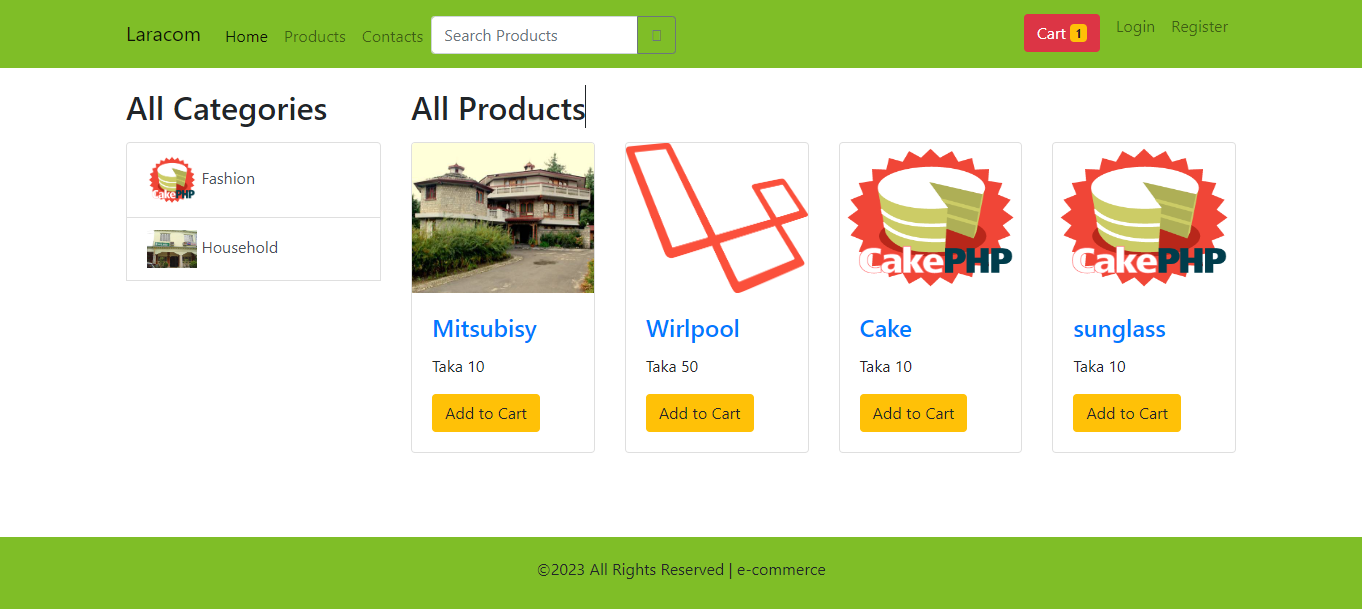 Laracom Home Products Contacts Search Products Cart 1 Login Register
All Categories
CakePHP Fashion
Household
All Products
Mitsubisy
Taka 10
Add to Cart
Wirlpool
Taka 50
Add to Cart
CakePHP
Cake
Taka 10
Add to Cart
CakePHP
sunglass
Taka 10
Add to Cart
©2023 All Rights Reserved | e-commerce